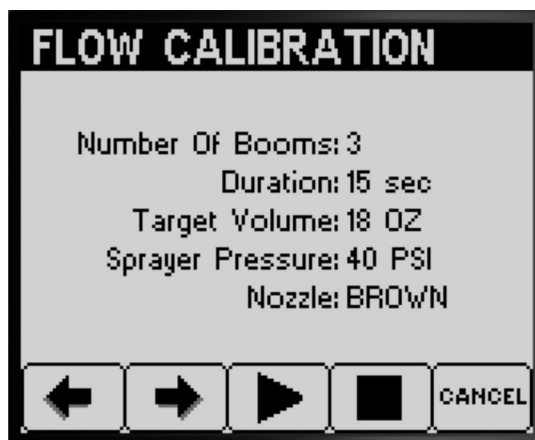 FLOW CALIBRATION
Number Of Booms: 3
Duration: 15 sec
Target Volume: 18 OZ
Sprayer Pressure: 40 PSI
Nozzle: BROWN
CANCEL